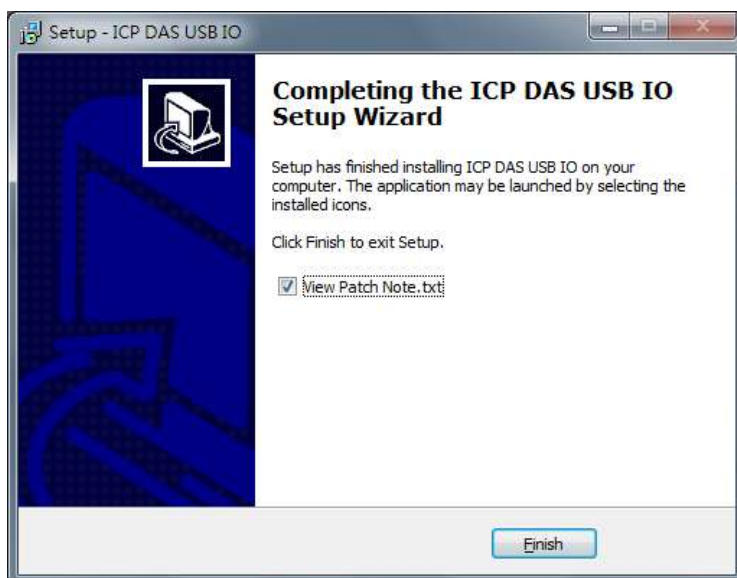 Setup - ICP DAS USB IO
Completing the ICP DAS USB IO
Setup Wizard
Setup has finished installing ICP DAS USB IO on your
computer. The application may be launched by selecting the
installed icons.
Click Finish to exit Setup.
View Patch Note.txt
Finish